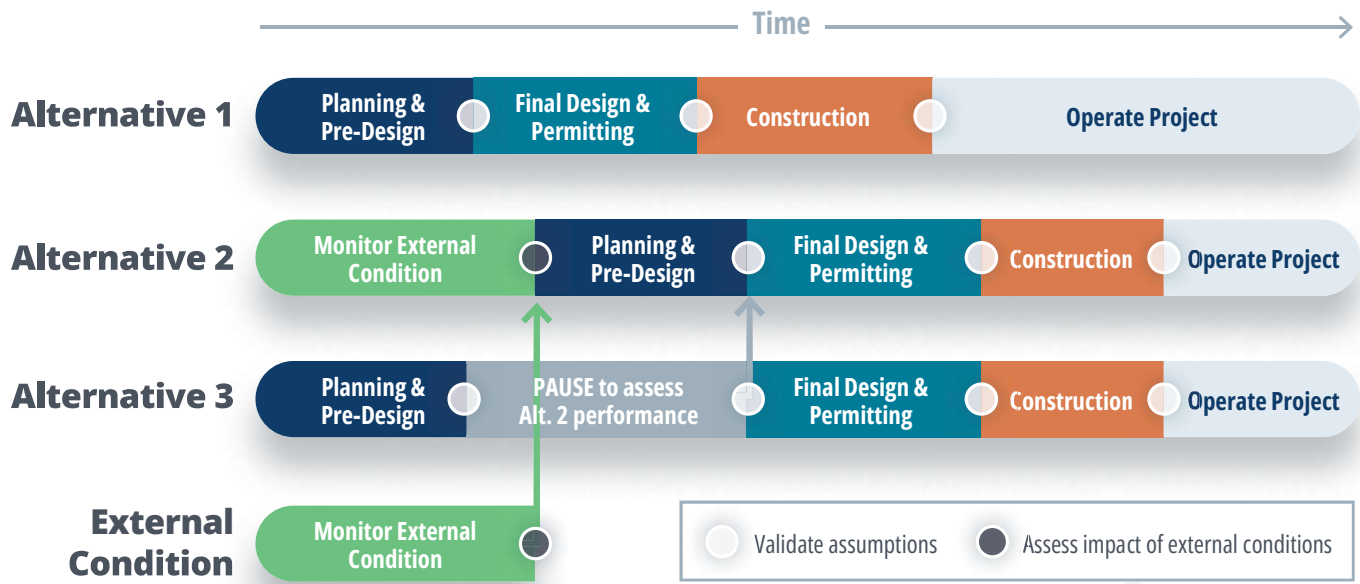 Time
Alternative 1
Planning &
Pre-Design
Final Design &
Permitting
Construction
Operate Project
Alternative 2
Monitor External
Condition
Planning &
Pre-Design
Final Design &
Permitting
Construction
Operate Project
Alternative 3
Planning &
Pre-Design
PAUSE to assess
Alt. 2 performance
Final Design &
Permitting
Construction
Operate Project
External
Condition
Monitor External
Condition
Validate assumptions
Assess impact of external conditions